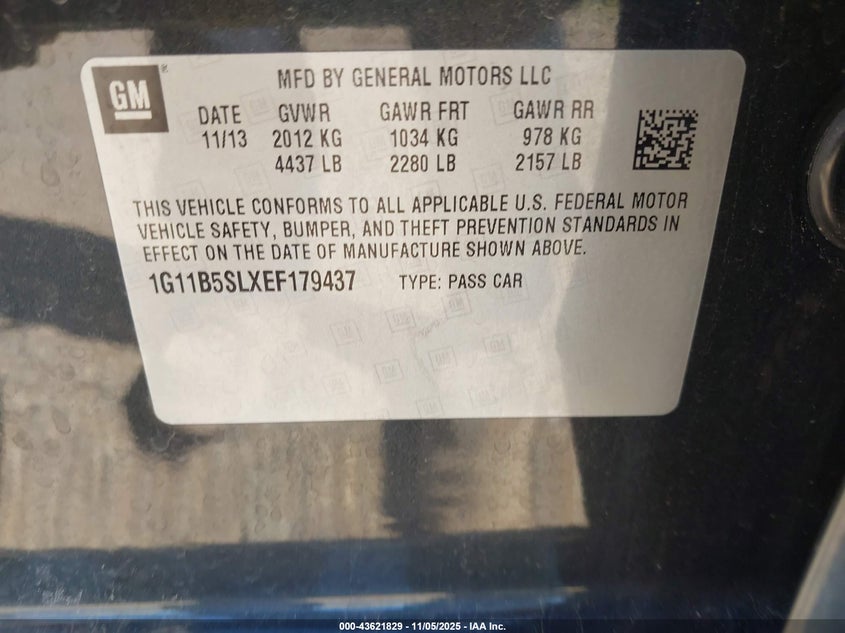 GM
MFD BY GENERAL MOTORS LLC
DATE GVWR GAWR FRT GAWR RR
11/13 2012 KG 1034 KG 978 KG
4437 LB 2280 LB 2157 LB
THIS VEHICLE CONFORMS TO ALL APPLICABLE U.S. FEDERAL MOTOR
VEHICLE SAFETY, BUMPER, AND THEFT PREVENTION STANDARDS IN
EFFECT ON THE DATE OF MANUFACTURE SHOWN ABOVE.
1G11B5SLXEF179437 TYPE: PASS CAR
000-43621829 - 11/05/2025 - IAA Inc.